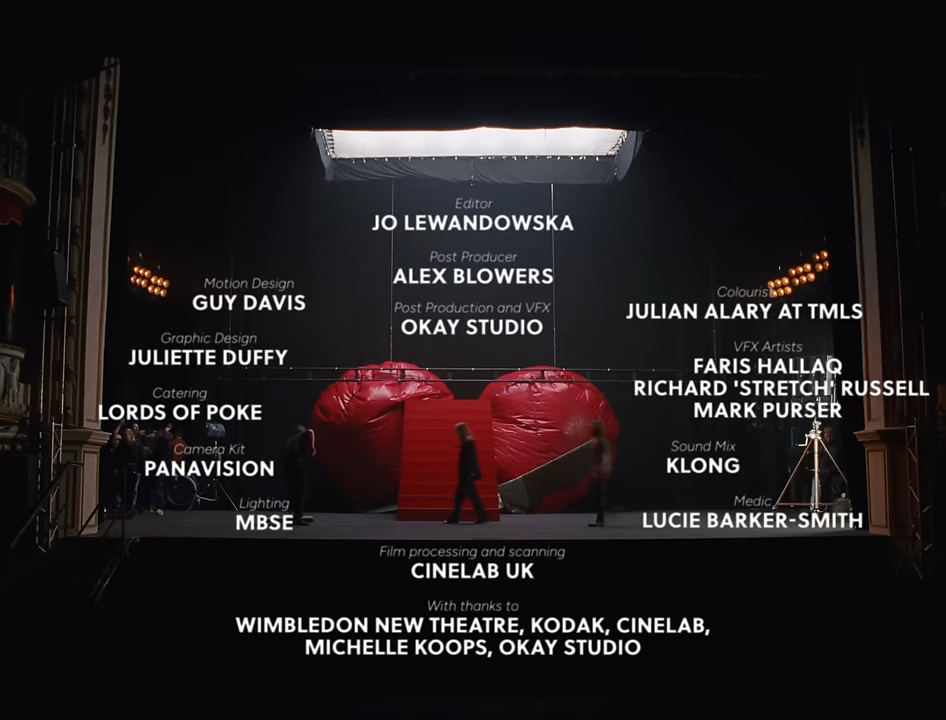 Editor
JO LEWANDOWSKA
Post Producer
ALEX BLOWERS
Post Production and VFX
OKAY STUDIO
Motion Design
GUY DAVIS
Graphic Design
JULIETTE DUFFY
Catering
LORDS OF POKE
Camera Kit
PANAVISION
Lighting
MBSE
Colourist
JULIAN ALARY AT TMLS
VFX Artists
FARIS HALLAQ
RICHARD 'STRETCH' RUSSELL
MARK PURSER
Sound Mix
KLONG
Medic
LUCIE BARKER-SMITH
Film processing and scanning
CINELAB UK
With thanks to
WIMBLEDON NEW THEATRE, KODAK, CINELAB,
MICHELLE KOOPS, OKAY STUDIO